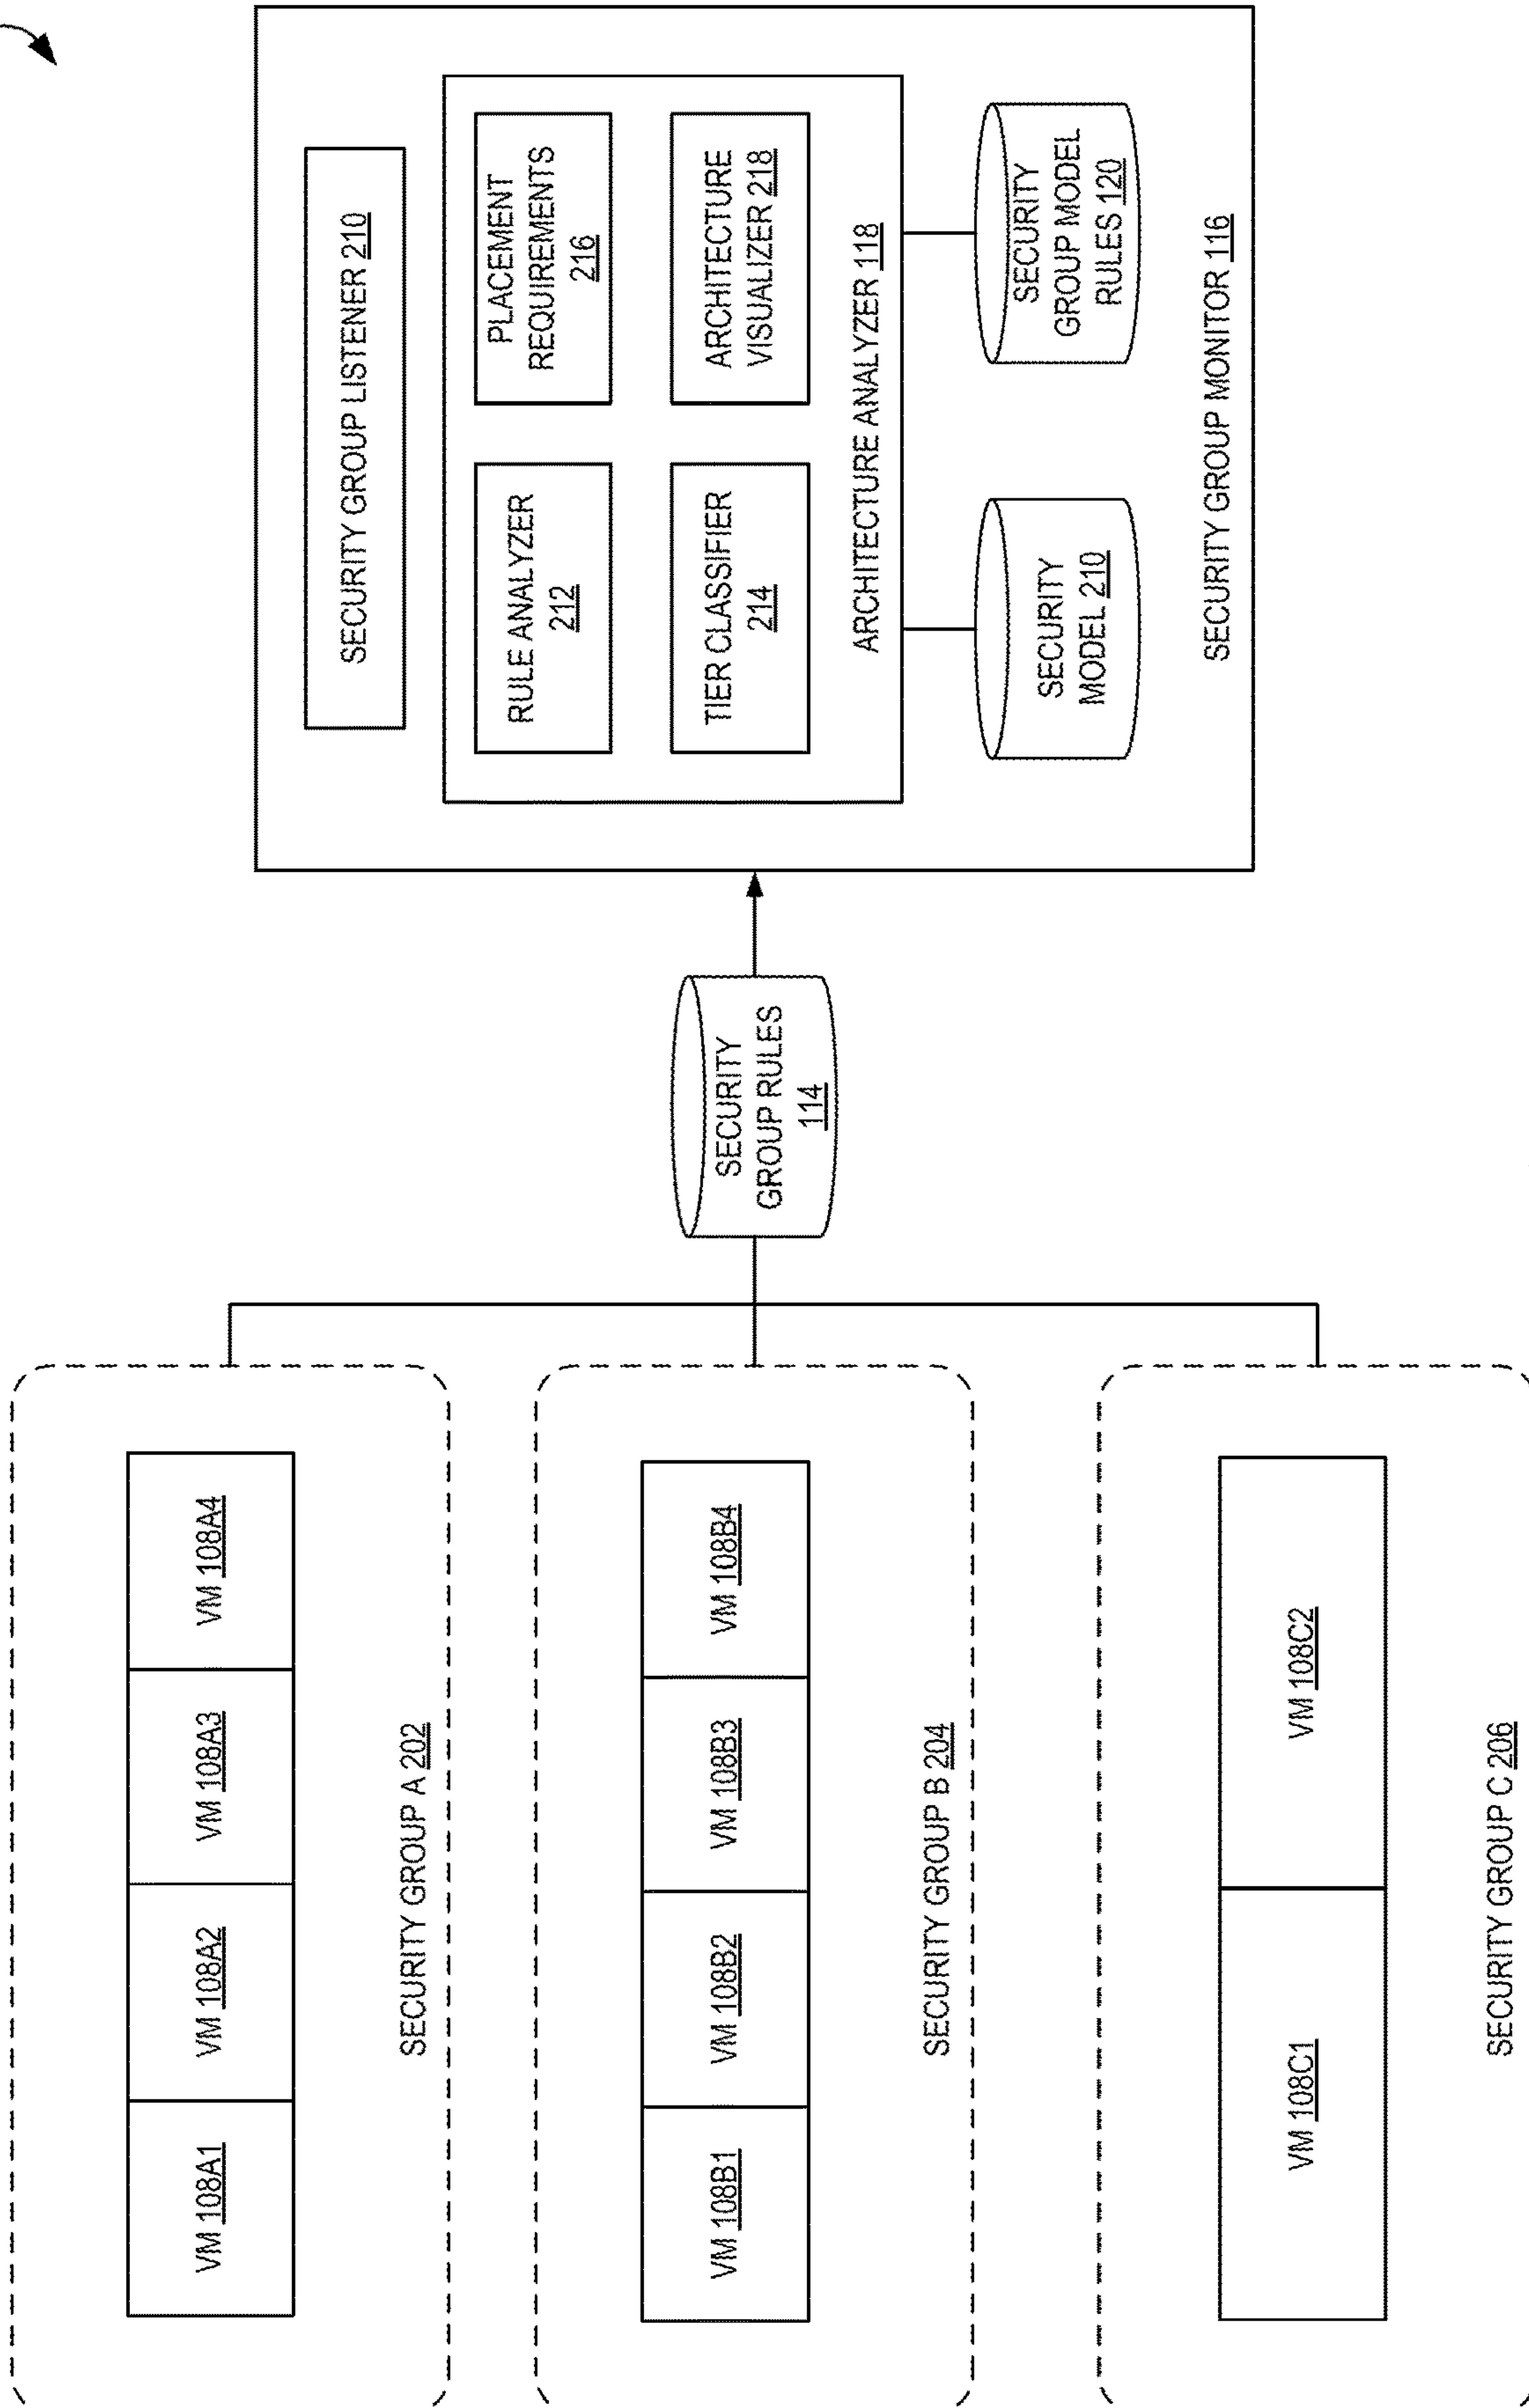 VM 108A1
VM 108A2
VM 108A3
VM 108A4
SECURITY GROUP A 202
VM 108B1
VM 108B2
VM 108B3
VM 108B4
SECURITY GROUP B 204
VM 108C1
VM 108C2
SECURITY GROUP C 206
SECURITY
GROUP RULES
114
SECURITY GROUP LISTENER 210
RULE ANALYZER
212
PLACEMENT
REQUIREMENTS
216
TIER CLASSIFIER
214
ARCHITECTURE
VISUALIZER 218
ARCHITECTURE ANALYZER 118
SECURITY
MODEL 210
SECURITY
GROUP MODEL
RULES 120
SECURITY GROUP MONITOR 116